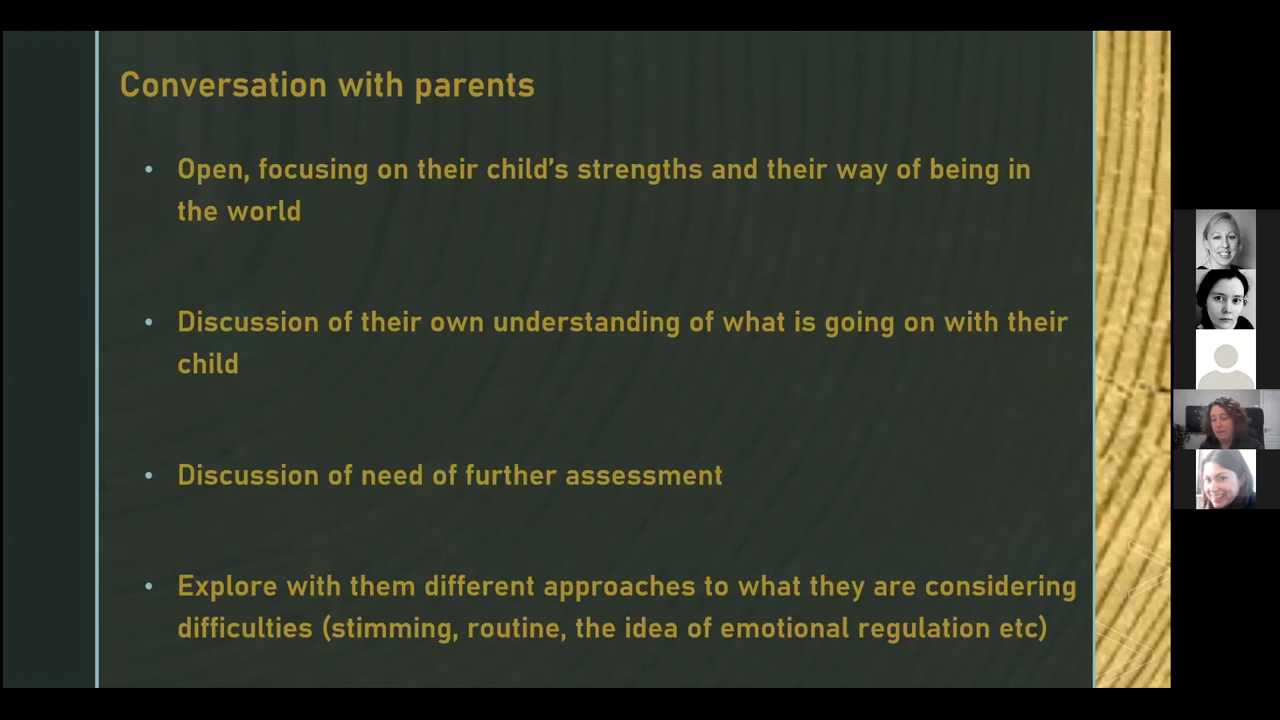 Conversation with parents
• Open, focusing on their child's strengths and their way of being in
the world
• Discussion of their own understanding of what is going on with their
child
• Discussion of need of further assessment
• Explore with them different approaches to what they are considering
difficulties (stimming, routine, the idea of emotional regulation etc)